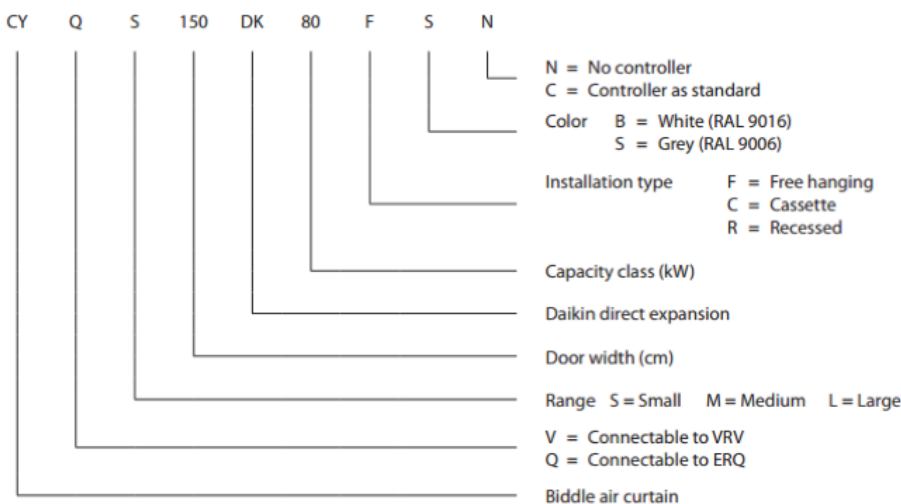 CY Q S 150 DK 80 F S N
N = No controller
C = Controller as standard
Color B = White (RAL 9016)
S = Grey (RAL 9006)
Installation type F = Free hanging
C = Cassette
R = Recessed
Capacity class (kW)
Daikin direct expansion
Door width (cm)
Range S = Small M = Medium L = Large
V = Connectable to VRV
Q = Connectable to ERQ
Biddle air curtain